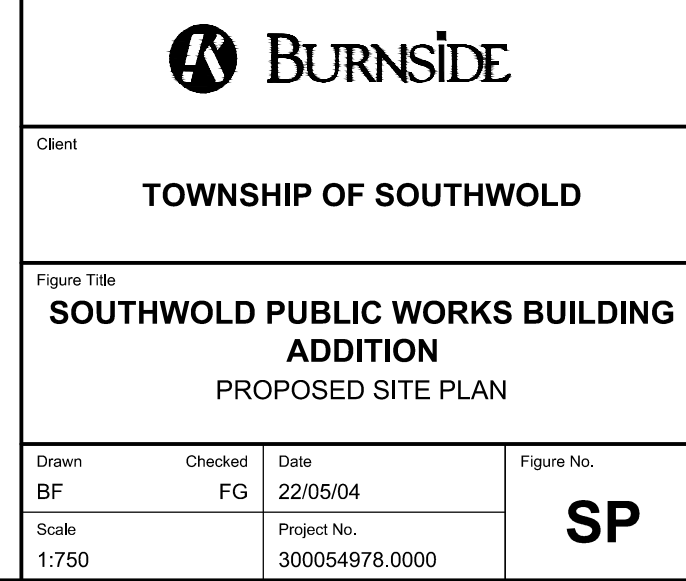 BURNSIDE
Client
TOWNSHIP OF SOUTHWOLD
Figure Title
SOUTHWOLD PUBLIC WORKS BUILDING
ADDITION
PROPOSED SITE PLAN
Drawn Checked Date Figure No.
BF FG 22/05/04
SP
Scale Project No.
1:750 300054978.0000